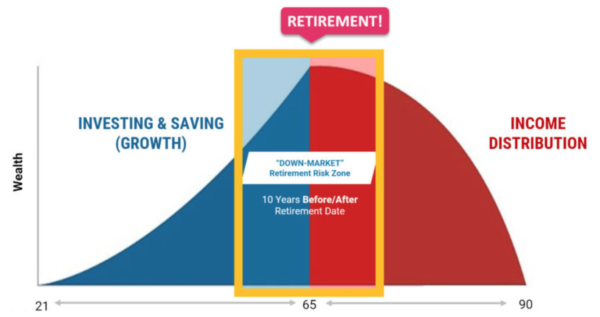 RETIREMENT!
INVESTING & SAVING
(GROWTH)
INCOME
DISTRIBUTION
"DOWN-MARKET"
Retirement Risk Zone
10 Years Before/After
Retirement Date
Wealth
21
65
90